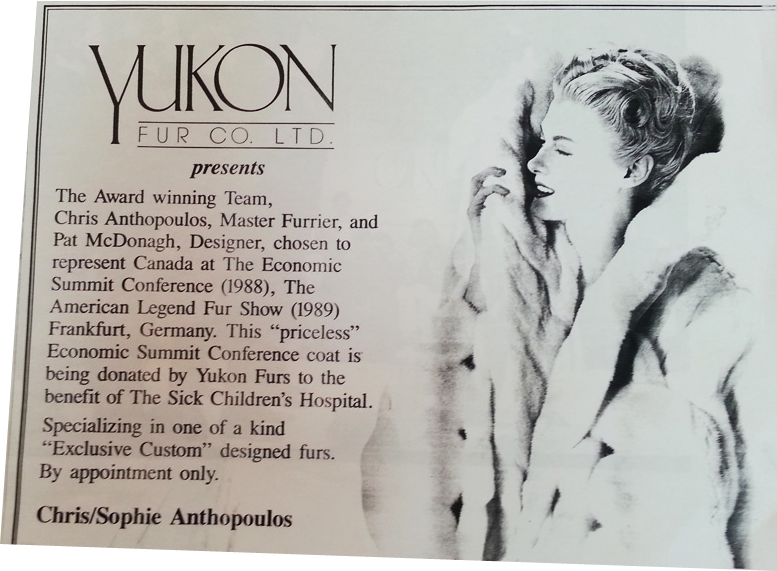 YUKON
FUR CO. LTD.
presents
The Award winning Team,
Chris Anthopoulos, Master Furrier, and
Pat McDonagh, Designer, chosen to
represent Canada at The Economic
Summit Conference (1988), The
American Legend Fur Show (1989)
Frankfurt, Germany. This “priceless”
Economic Summit Conference coat is
being donated by Yukon Furs to the
benefit of The Sick Children’s Hospital.
Specializing in one of a kind
“Exclusive Custom” designed furs.
By appointment only.
Chris/Sophie Anthopoulos